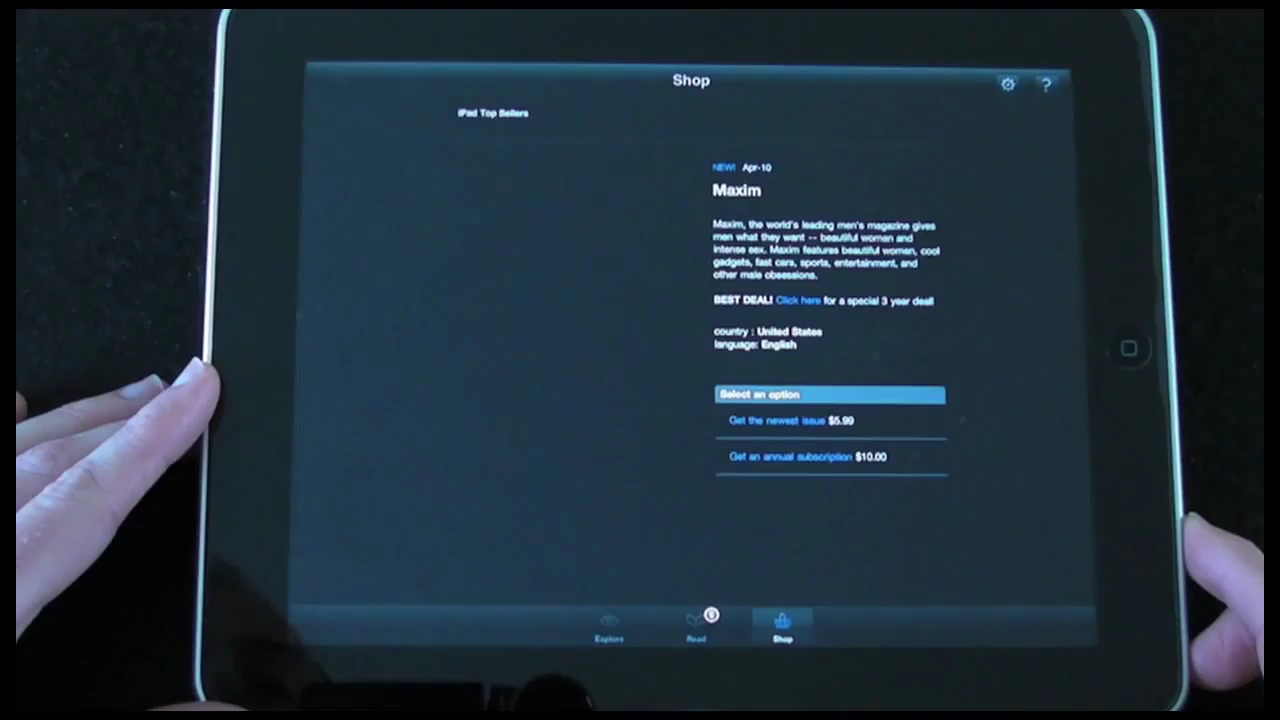 Shop
?
iPad Top Sellers
NEW! Apr-10
Maxim
Maxim, the world's leading men's magazine gives
men what they want -- beautiful women and
intense sex. Maxim features beautiful women, cool
gadgets, fast cars, sports, entertainment, and
other male obsessions.
BEST DEAL! Click here for a special 3 year deal!
country : United States
language: English
Select an option
Get the newest issue $5.99
Get an annual subscription $10.00
Explore Read Shop